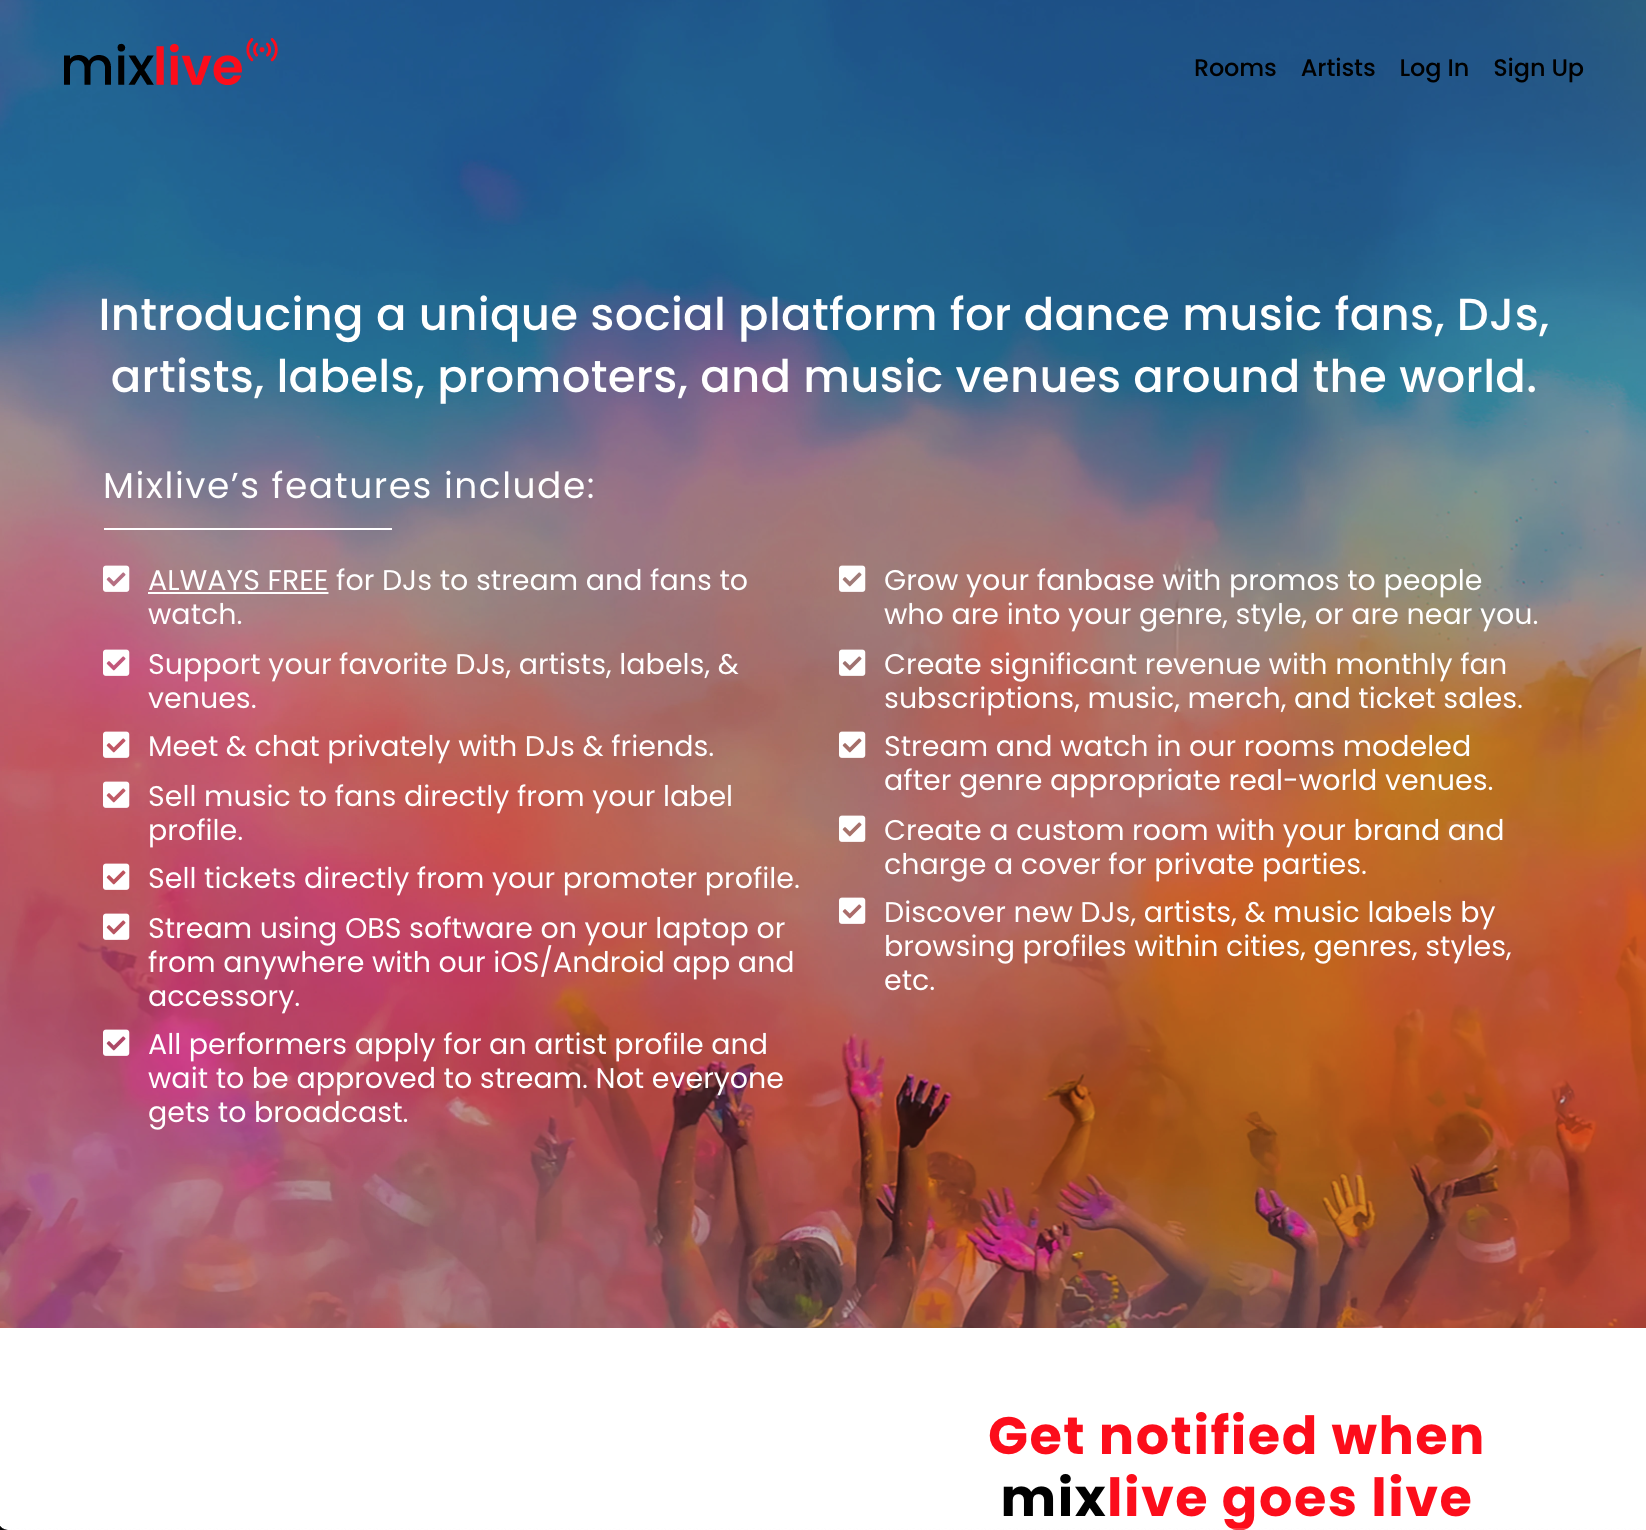 mixlive
Rooms Artists Log In Sign Up
Introducing a unique social platform for dance music fans, DJs,
artists, labels, promoters, and music venues around the world.
Mixlive’s features include:
ALWAYS FREE for DJs to stream and fans to
watch.
Support your favorite DJs, artists, labels, &
venues.
Meet & chat privately with DJs & friends.
Sell music to fans directly from your label
profile.
Sell tickets directly from your promoter profile.
Stream using OBS software on your laptop or
from anywhere with our iOS/Android app and
accessory.
All performers apply for an artist profile and
wait to be approved to stream. Not everyone
gets to broadcast.
Grow your fanbase with promos to people
who are into your genre, style, or are near you.
Create significant revenue with monthly fan
subscriptions, music, merch, and ticket sales.
Stream and watch in our rooms modeled
after genre appropriate real-world venues.
Create a custom room with your brand and
charge a cover for private parties.
Discover new DJs, artists, & music labels by
browsing profiles within cities, genres, styles,
etc.
Get notified when
mixlive goes live